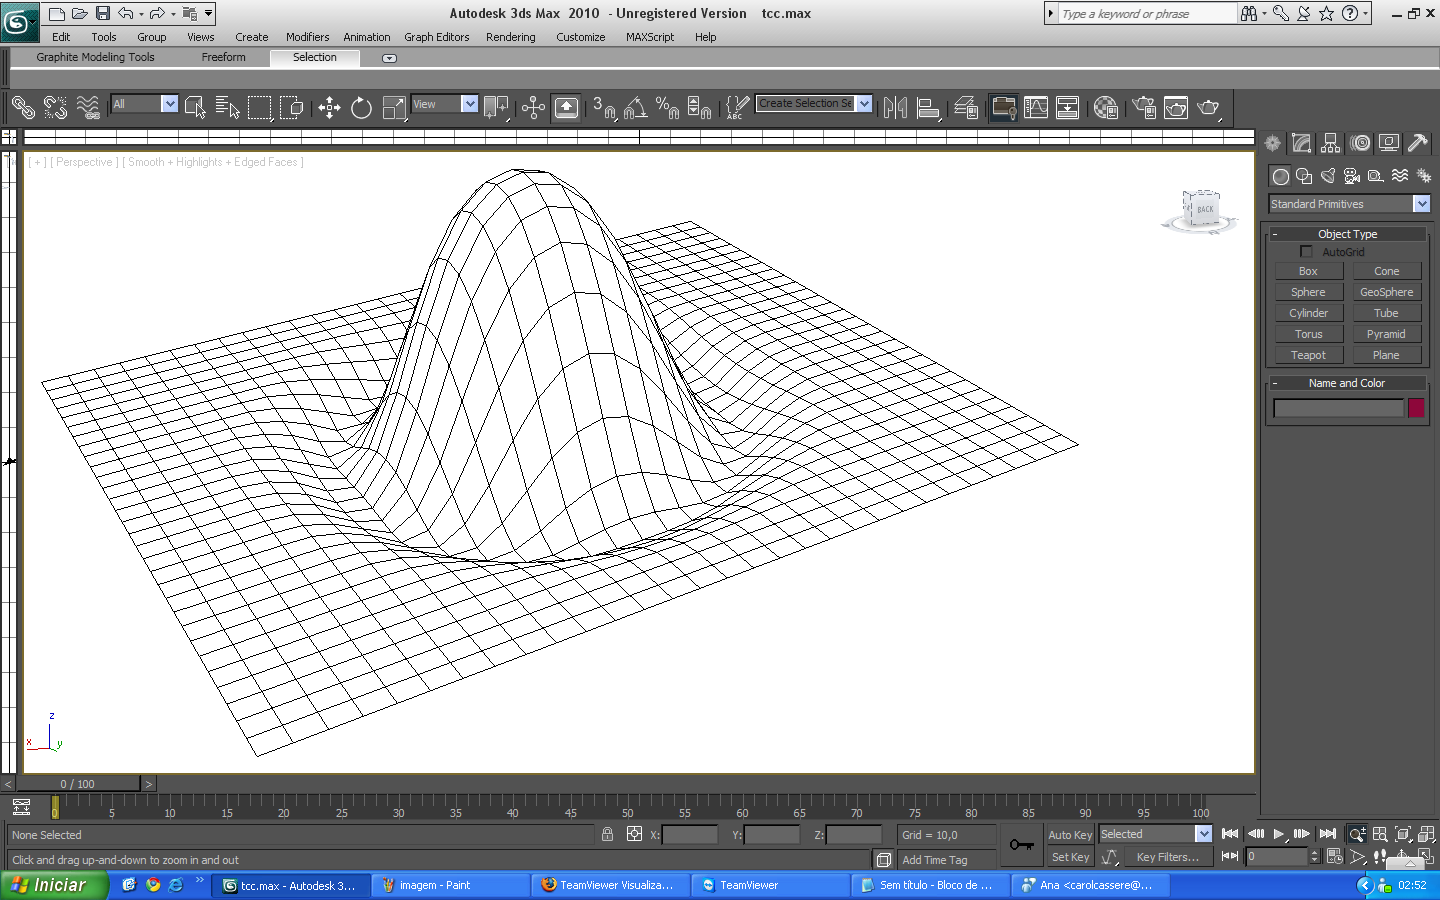 Autodesk 3ds Max 2010 - Unregistered Version tcc.max
Type a keyword or phrase
Edit Tools Group Views Create Modifiers Animation Graph Editors Rendering Customize MAXScript Help
Graphite Modeling Tools Freeform Selection
All View 3 % ABC Create Selection Se
[ + ] [ Perspective ] [ Smooth + Highlights + Edged Faces ]
BACK
Standard Primitives
- Object Type
AutoGrid
Box Cone
Sphere GeoSphere
Cylinder Tube
Torus Pyramid
Teapot Plane
- Name and Color
z
x y
< 0 / 100 >
0 5 10 15 20 25 30 35 40 45 50 55 60 65 70 75 80 85 90 95 100
None Selected X: Y: Z: Grid = 10,0 Auto Key Selected
Click and drag up-and-down to zoom in and out Add Time Tag Set Key Key Filters... 0
Iniciar tcc.max - Autodesk 3... imagem - Paint TeamViewer Visualiza... TeamViewer Sem título - Bloco de ... Ana <carolcassere@... 02:52